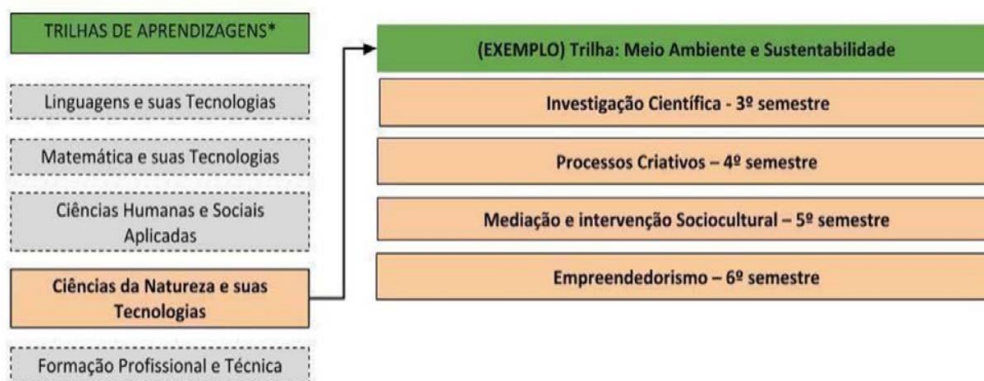 TRILHAS DE APRENDIZAGENS*
Linguagens e suas Tecnologias
Matemática e suas Tecnologias
Ciências Humanas e Sociais
Aplicadas
Ciências da Natureza e suas
Tecnologias
Formação Profissional e Técnica
(EXEMPLO) Trilha: Meio Ambiente e Sustentabilidade
Investigação Científica - 3º semestre
Processos Criativos – 4º semestre
Mediação e intervenção Sociocultural – 5º semestre
Empreendedorismo – 6º semestre